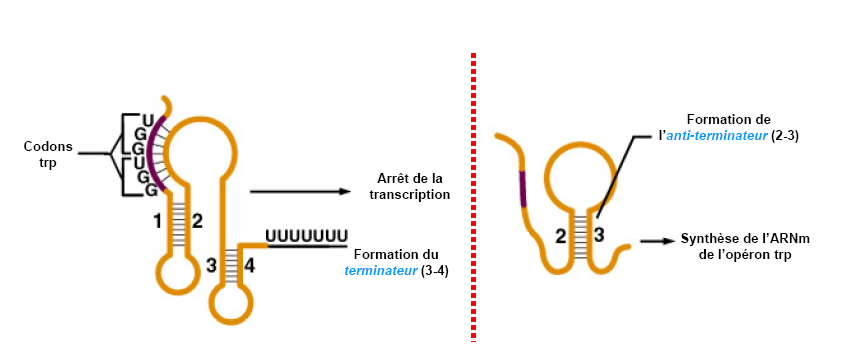 Codons
trp
U
G
G
U
G
G
1
2
3
4
UUUUUUU
Arrêt de la
transcription
Formation du
terminateur (3-4)
Formation de
l'anti-terminateur (2-3)
2
3
Synthèse de l'ARNm
de l'opéron trp